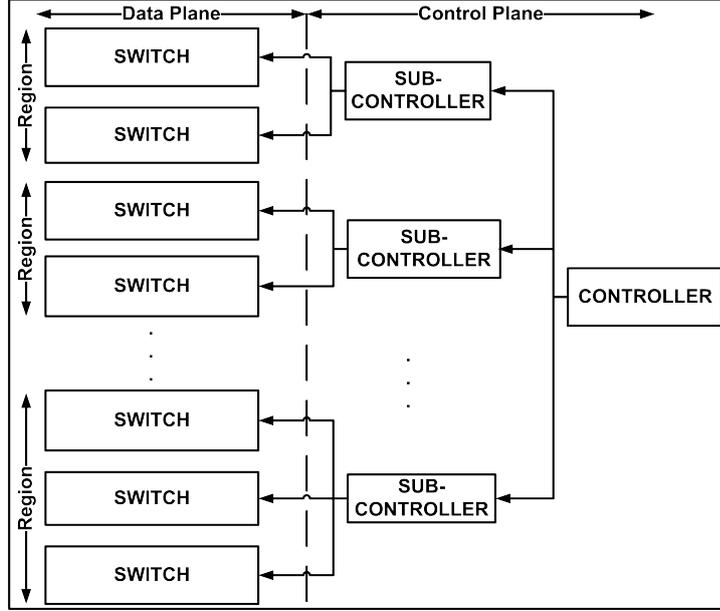 Data Plane
Control Plane
Region
SWITCH
SWITCH
SUB-
CONTROLLER
Region
SWITCH
SWITCH
SUB-
CONTROLLER
CONTROLLER
.
.
.
.
.
.
Region
SWITCH
SWITCH
SWITCH
SUB-
CONTROLLER